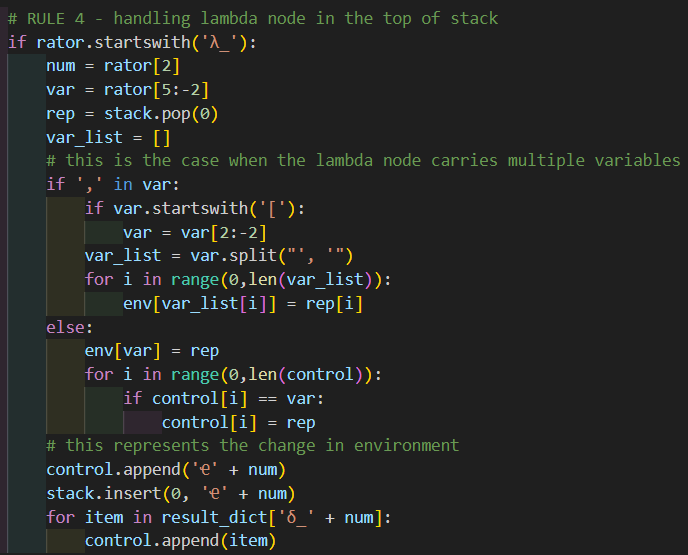 # RULE 4 - handling lambda node in the top of stack
if rator.startswith('λ_'):
    num = rator[2]
    var = rator[5:-2]
    rep = stack.pop(0)
    var_list = []
    # this is the case when the lambda node carries multiple variables
    if ',' in var:
        if var.startswith('['):
            var = var[2:-2]
        var_list = var.split("', '")
        for i in range(0,len(var_list)):
            env[var_list[i]] = rep[i]
    else:
        env[var] = rep
        for i in range(0,len(control)):
            if control[i] == var:
                control[i] = rep
    # this represents the change in environment
    control.append('ⅇ' + num)
    stack.insert(0, 'ⅇ' + num)
    for item in result_dict['δ_' + num]:
        control.append(item)